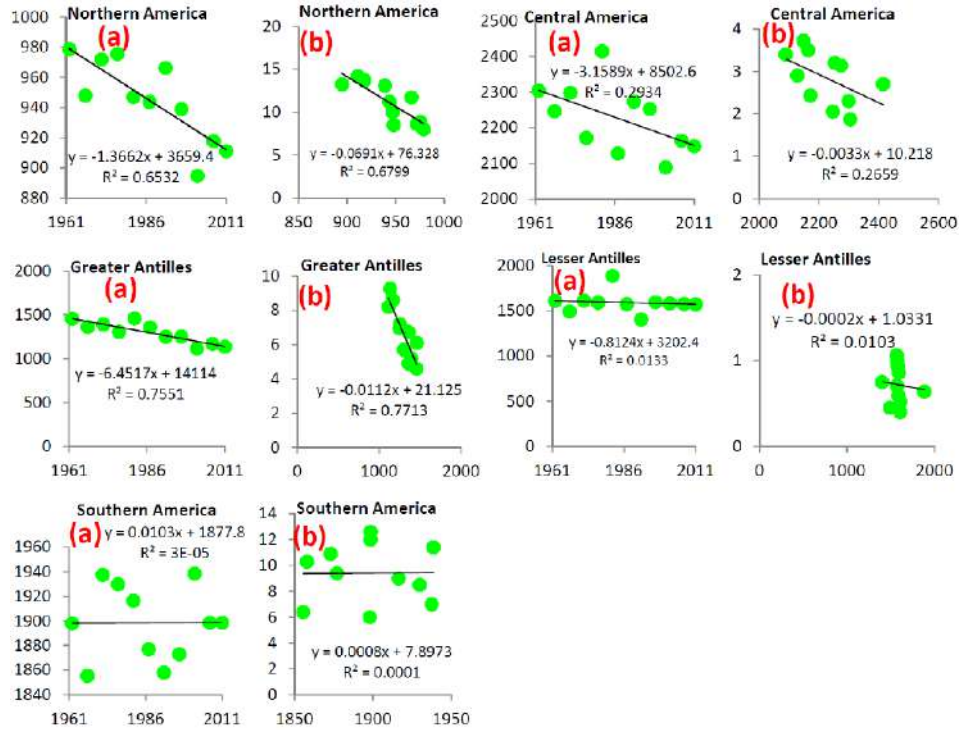 Northern America
(a)
1000
980
960
940
920
900
880
y = -1.3662x + 3659.4
R² = 0.6532
1961 1986 2011
Northern America
(b)
20
15
10
5
0
y = -0.0691x + 76.328
R² = 0.6799
850 900 950 1000
Central America
(a)
2500
2400
2300
2200
2100
2000
y = -3.1589x + 8502.6
R² = 0.2934
1961 1986 2011
Central America
(b)
4
3
2
1
0
y = -0.0033x + 10.218
R² = 0.2659
2000 2200 2400 2600
Greater Antilles
(a)
2000
1500
1000
500
0
y = -6.4517x + 14114
R² = 0.7551
1961 1986 2011
Greater Antilles
(b)
10
8
6
4
2
0
y = -0.0112x + 21.125
R² = 0.7713
0 1000 2000
Lesser Antilles
(a)
2000
1500
1000
500
0
y = -0.8124x + 3202.4
R² = 0.0133
1961 1986 2011
Lesser Antilles
(b)
2
1
0
y = -0.0002x + 1.0331
R² = 0.0103
0 1000 2000
Southern America
(a)
y = 0.0103x + 1877.8
R² = 3E-05
1960
1940
1920
1900
1880
1860
1840
1961 1986 2011
Southern America
(b)
14
12
10
8
6
4
2
0
y = 0.0008x + 7.8973
R² = 0.0001
1850 1900 1950